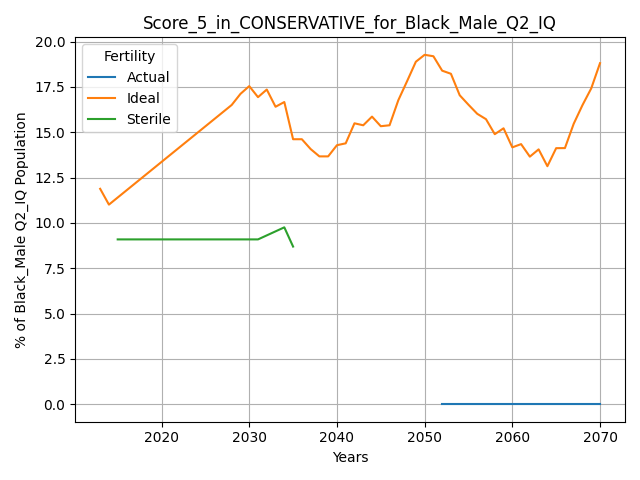 Score_5_in_CONSERVATIVE_for_Black_Male_Q2_IQ
Fertility
Actual
Ideal
Sterile
% of Black_Male Q2_IQ Population
20.0
17.5
15.0
12.5
10.0
7.5
5.0
2.5
0.0
2020 2030 2040 2050 2060 2070
Years